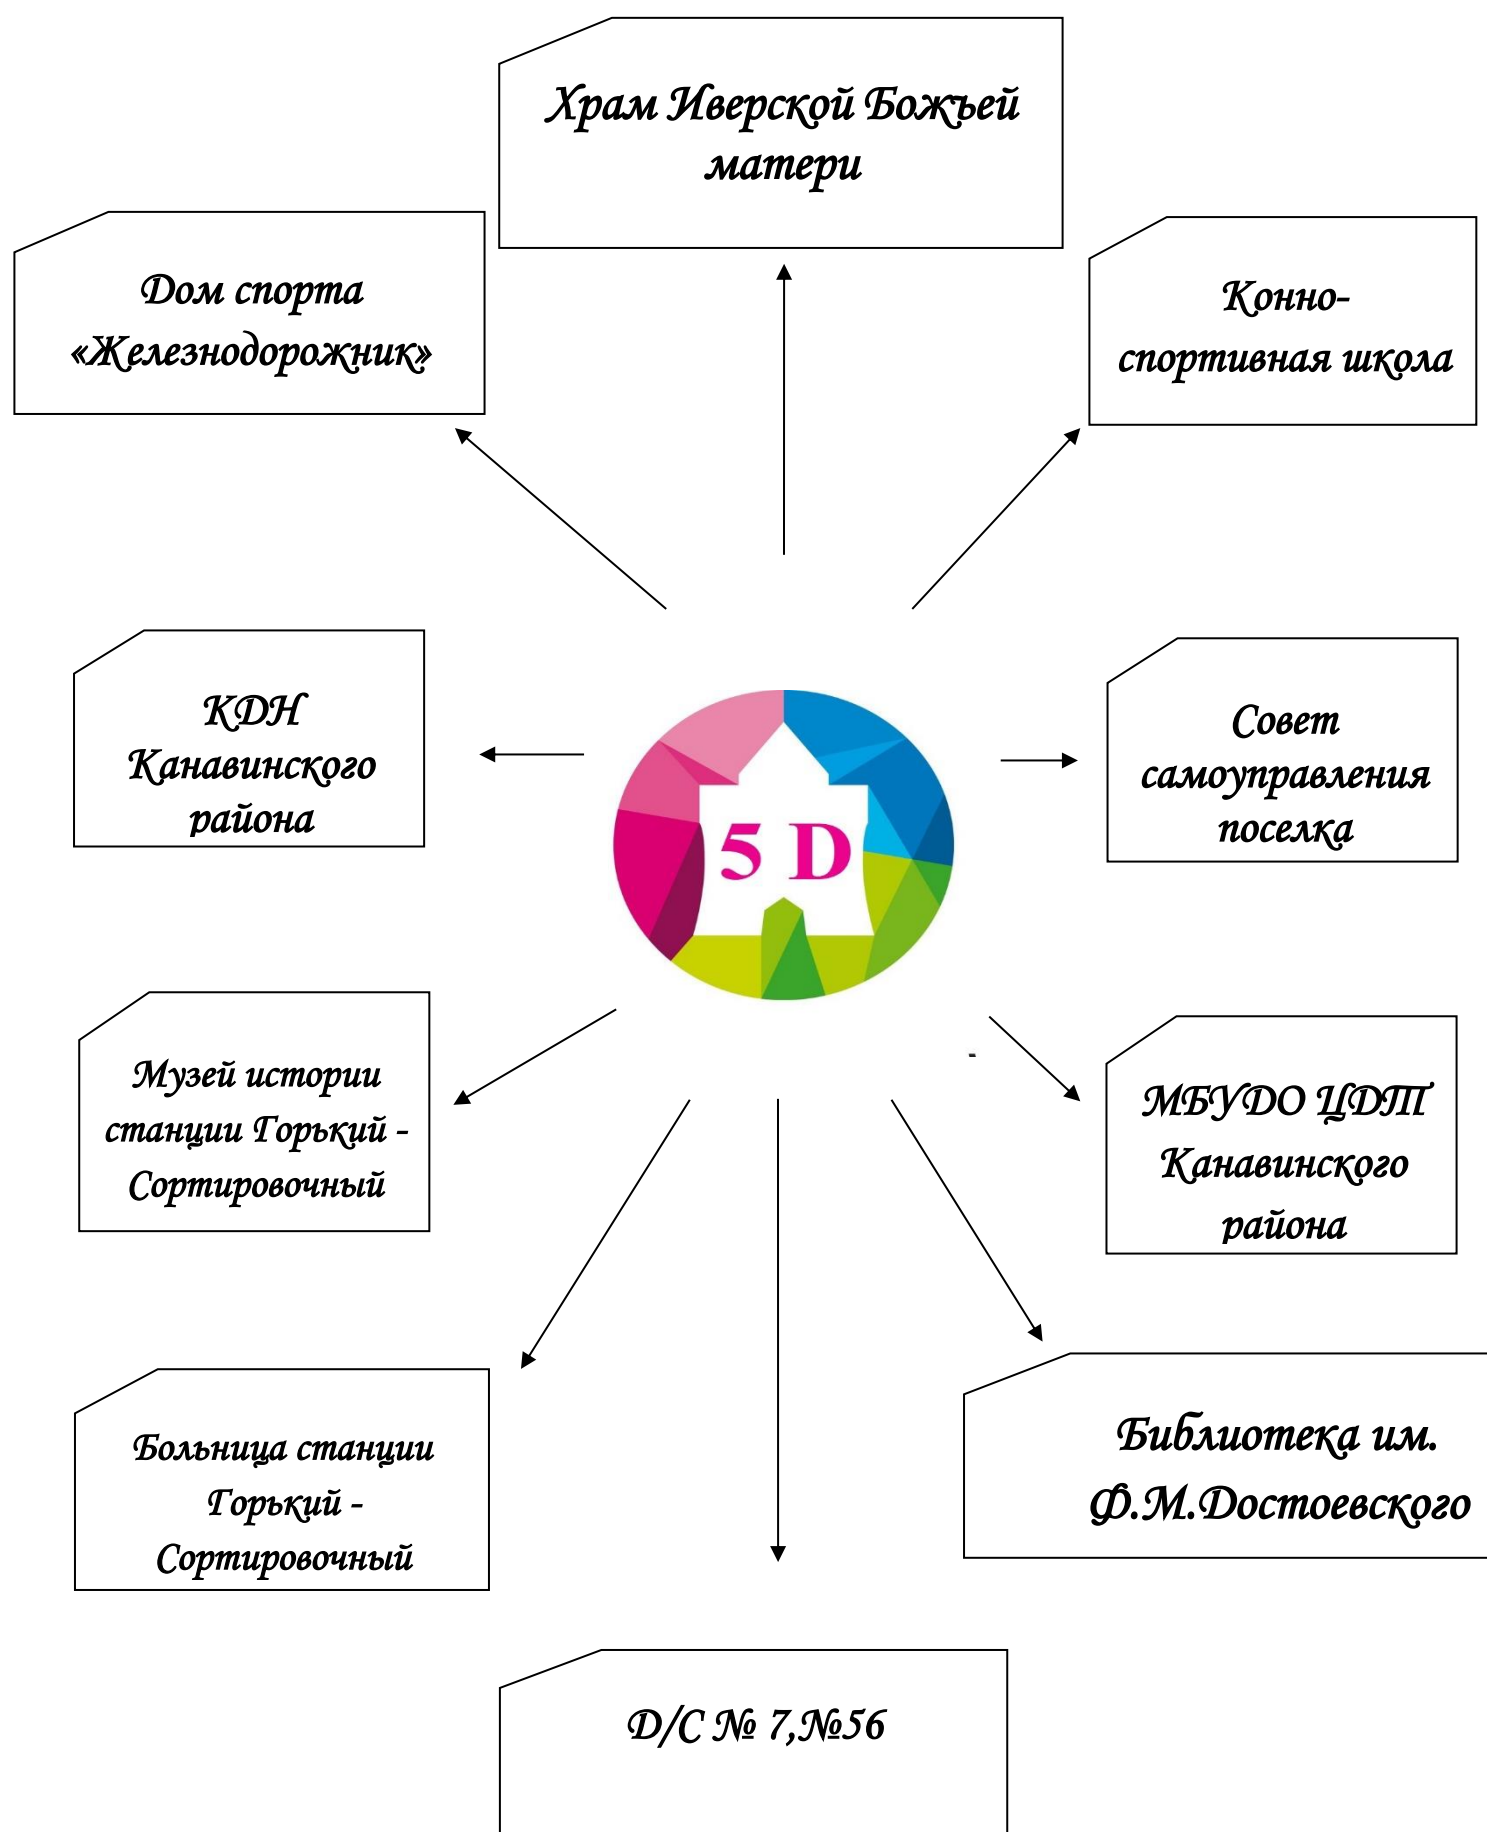 Храм Иверской Божъей
матери
Дом спорта
«Железнодорожник»
Конно-
спортивная школа
КДН
Канавинского
района
5 D
Совет
самоуправления
поселка
Музей истории
станции Горький -
Сортировочный
-
МБУДО ЦДТ
Канавинского
района
Больница станции
Горький -
Сортировочный
Библиотека им.
Ф.М.Достоевского
Д/С № 7,№56